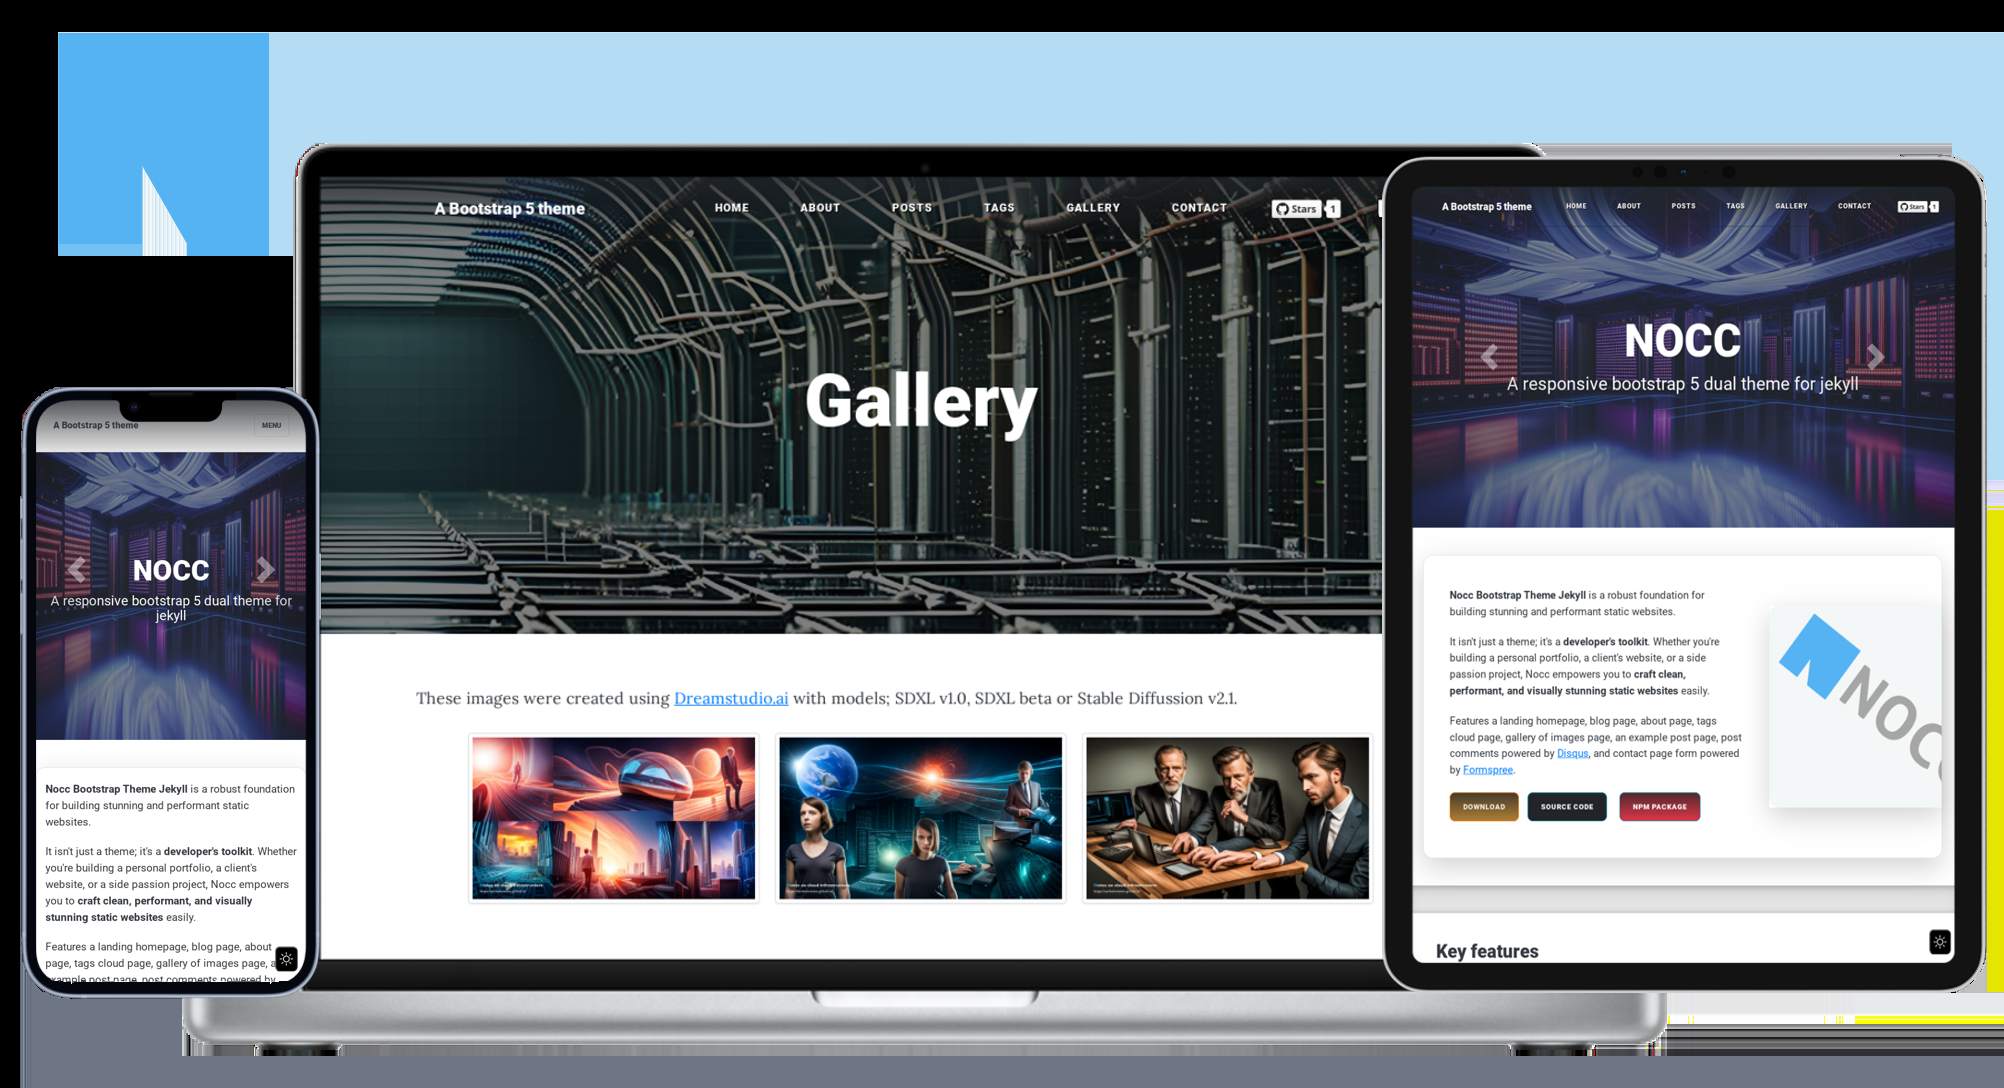 A Bootstrap 5 theme
HOME ABOUT POSTS TAGS GALLERY CONTACT
Stars 1
Gallery
These images were created using Dreamstudio.ai with models; SDXL v1.0, SDXL beta or Stable Diffussion v2.1.
A Bootstrap 5 theme
MENU
NOCC
A responsive bootstrap 5 dual theme for
jekyll
Nocc Bootstrap Theme Jekyll is a robust foundation
for building stunning and performant static
websites.
It isn't just a theme; it's a developer's toolkit. Whether
you're building a personal portfolio, a client's
website, or a side passion project, Nocc empowers
you to craft clean, performant, and visually
stunning static websites easily.
Features a landing homepage, blog page, about
page, tags cloud page, gallery of images page, a
example post page, post comments powered by
A Bootstrap 5 theme
HOME ABOUT POSTS TAGS GALLERY CONTACT
Stars 1
NOCC
A responsive bootstrap 5 dual theme for jekyll
Nocc Bootstrap Theme Jekyll is a robust foundation for
building stunning and performant static websites.
It isn't just a theme; it's a developer's toolkit. Whether you're
building a personal portfolio, a client's website, or a side
passion project, Nocc empowers you to craft clean,
performant, and visually stunning static websites easily.
Features a landing homepage, blog page, about page, tags
cloud page, gallery of images page, an example post page, post
comments powered by Disqus, and contact page form powered
by Formspree.
DOWNLOAD SOURCE CODE NPM PACKAGE
NOC
Key features